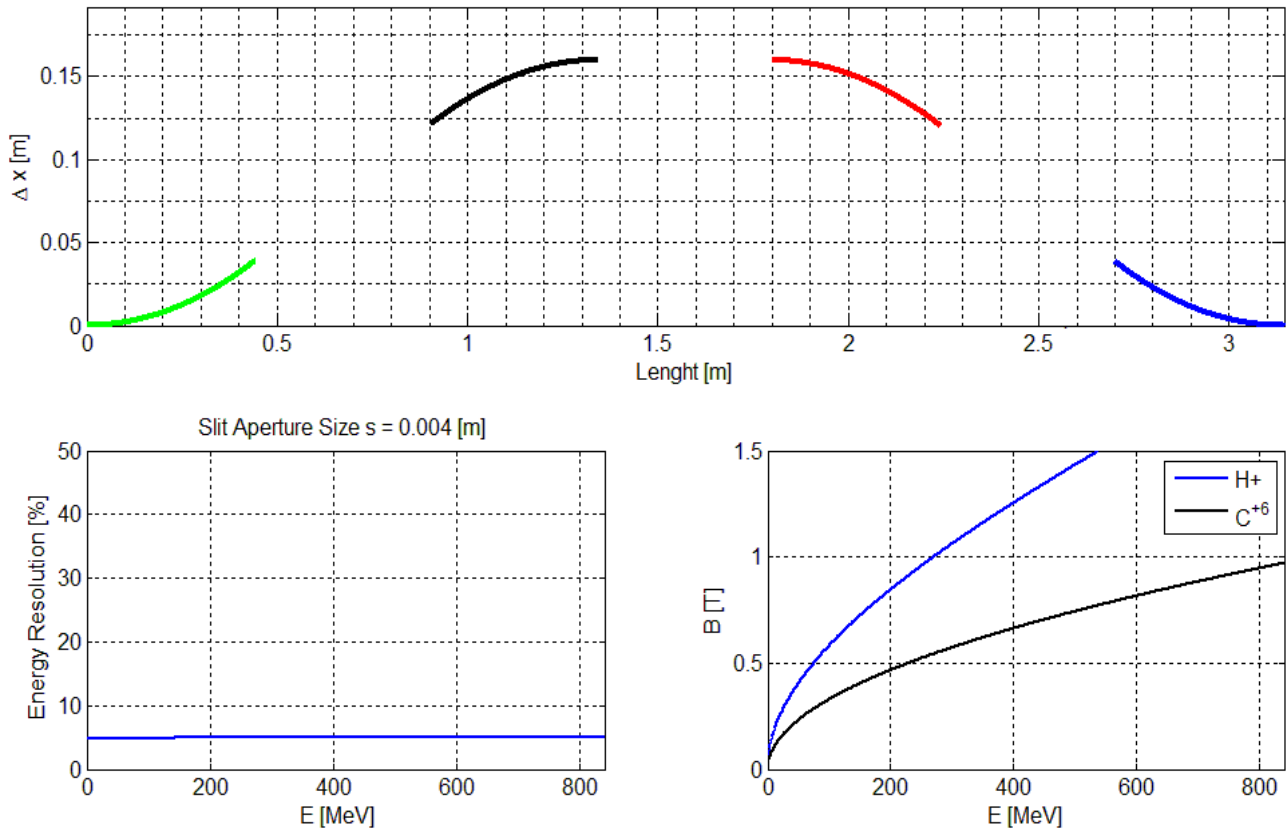 0.15
0.1
0.05
0
Δ x [m]
0 0.5 1 1.5 2 2.5 3
Lenght [m]
Slit Aperture Size s = 0.004 [m]
50
40
30
20
10
0
Energy Resolution [%]
0 200 400 600 800
E [MeV]
1.5
1
0.5
0
B [T]
H+
C+6
0 200 400 600 800
E [MeV]